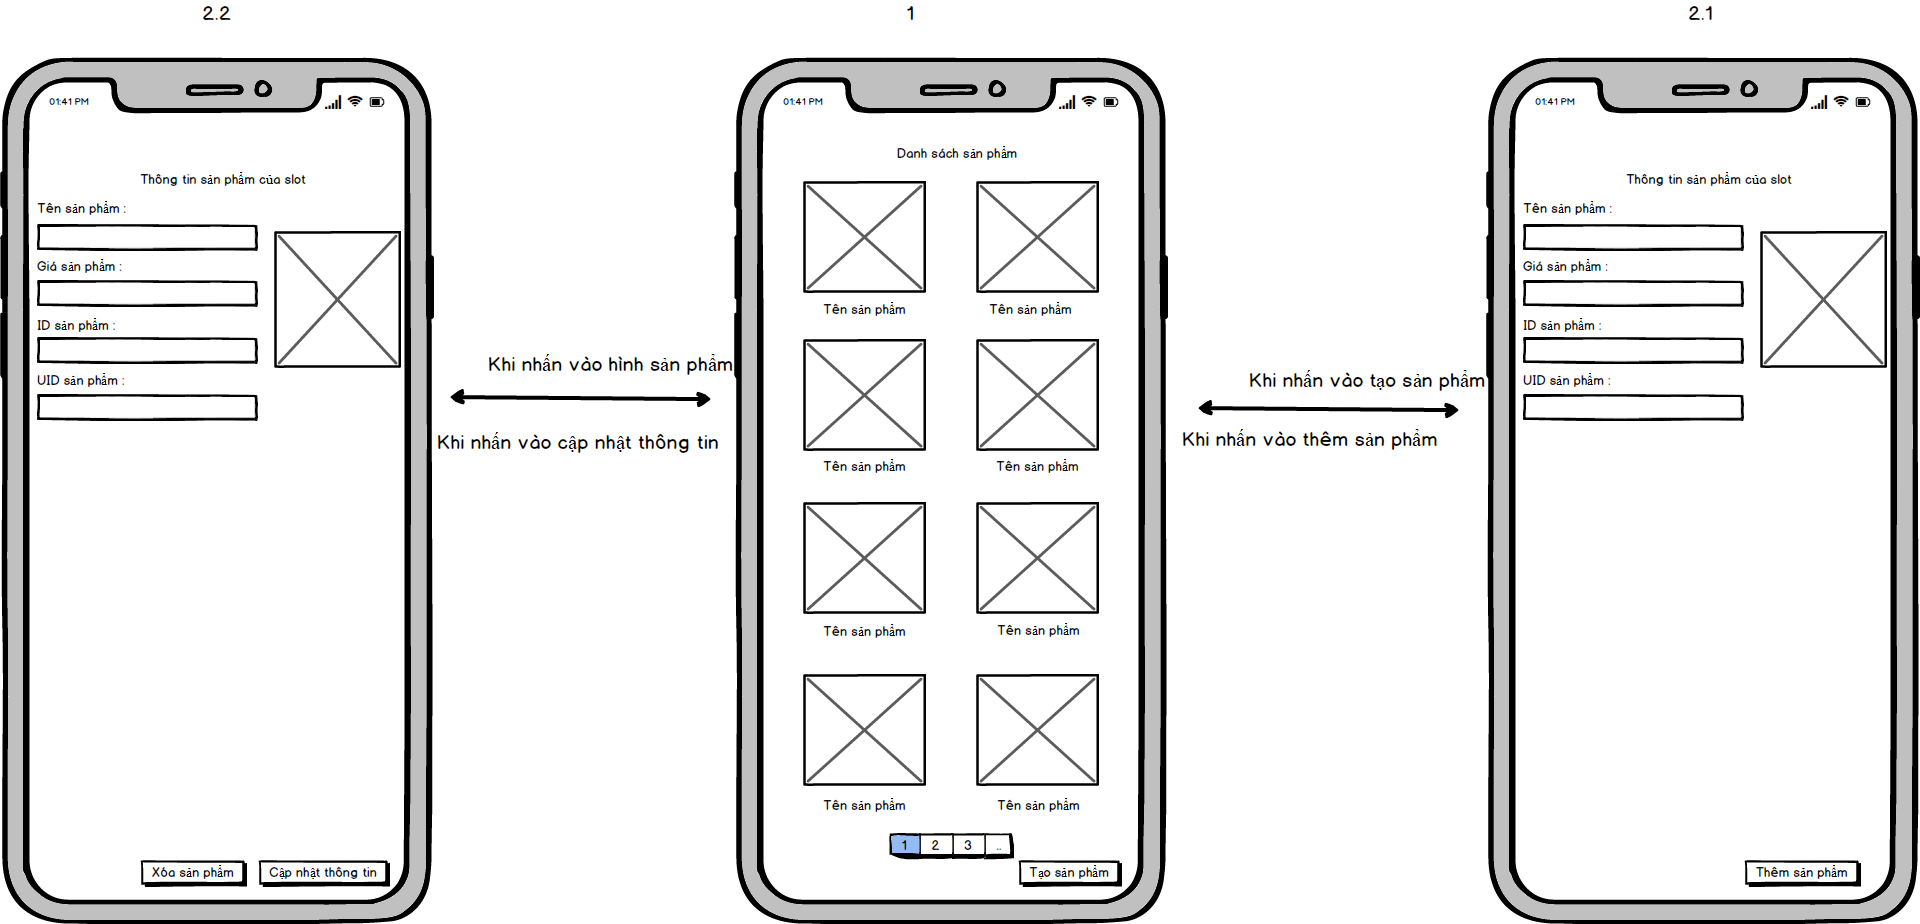 2.2
01:41 PM
Thông tin sản phẩm của slot
Tên sản phẩm :
Giá sản phẩm :
ID sản phẩm :
UID sản phẩm :
Xóa sản phẩm
Cập nhật thông tin
Khi nhấn vào hình sản phẩm
Khi nhấn vào cập nhật thông tin
1
01:41 PM
Danh sách sản phẩm
Tên sản phẩm
Tên sản phẩm
Tên sản phẩm
Tên sản phẩm
Tên sản phẩm
Tên sản phẩm
Tên sản phẩm
Tên sản phẩm
1 2 3 ..
Tạo sản phẩm
Khi nhấn vào tạo sản phẩm
Khi nhấn vào thêm sản phẩm
2.1
01:41 PM
Thông tin sản phẩm của slot
Tên sản phẩm :
Giá sản phẩm :
ID sản phẩm :
UID sản phẩm :
Thêm sản phẩm